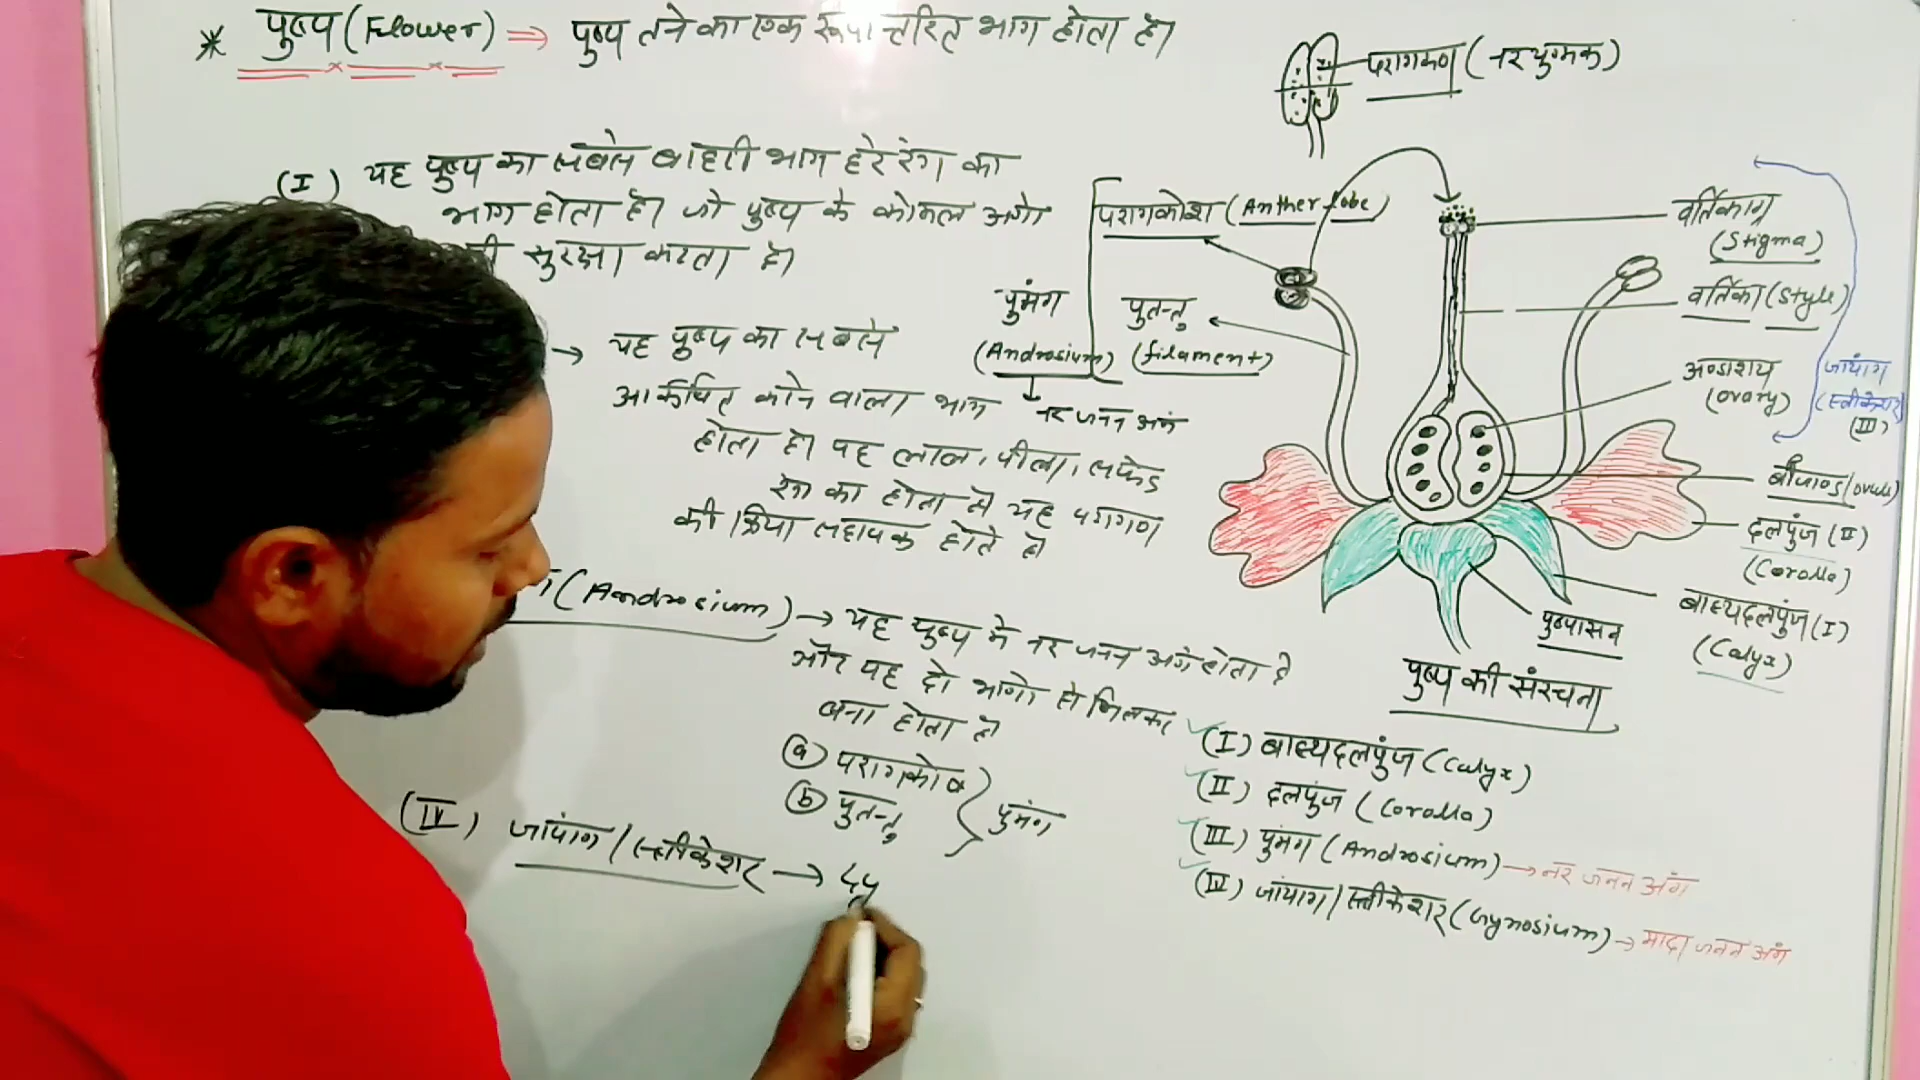 * पुष्प (Flower) ⇒ पुष्प तने का एक रूपान्तरित भाग होता है।
(I) यह पुष्प का सबसे बाहरी भाग हरे रंग का
भाग होता है। जो पुष्प के कोमल अंगो
की सुरक्षा करता है।
→ यह पुष्प का सबसे
आकर्षित करने वाला भाग
होता है। यह लाल, पीला, सफेद
रंग का होता है। यह परागण
की क्रिया सहायक होते है।
(Androsium) → यह पुष्प मे नर जनन अंग होता है
और यह दो भागो से मिलकर
बना होता है।
(a) परागकोष
(b) पुतन्तु
पुमंग
(IV) जायांग/स्त्रीकेशर →
परागकण (नर युग्मक)
परागकोश (Anther Lobe)
पुमंग
(Androsium)
नर जनन अंग
पुतन्तु
(filament)
वर्तिकाग्र
(Stigma)
वर्तिका (Style)
अण्डाशय
(ovary)
जायांग
(स्त्रीकेशर)
(III)
बीजाण्ड (ovule)
दलपुंज (II)
(Corolla)
बाह्यदलपुंज (I)
(Calyx)
पुष्पासन
पुष्प की संरचना
(I) बाह्यदलपुंज (Calyx)
(II) दलपुंज (Corolla)
(III) पुमंग (Androsium) → नर जनन अंग
(IV) जायांग/स्त्रीकेशर (Gynosium) → मादा जनन अंग